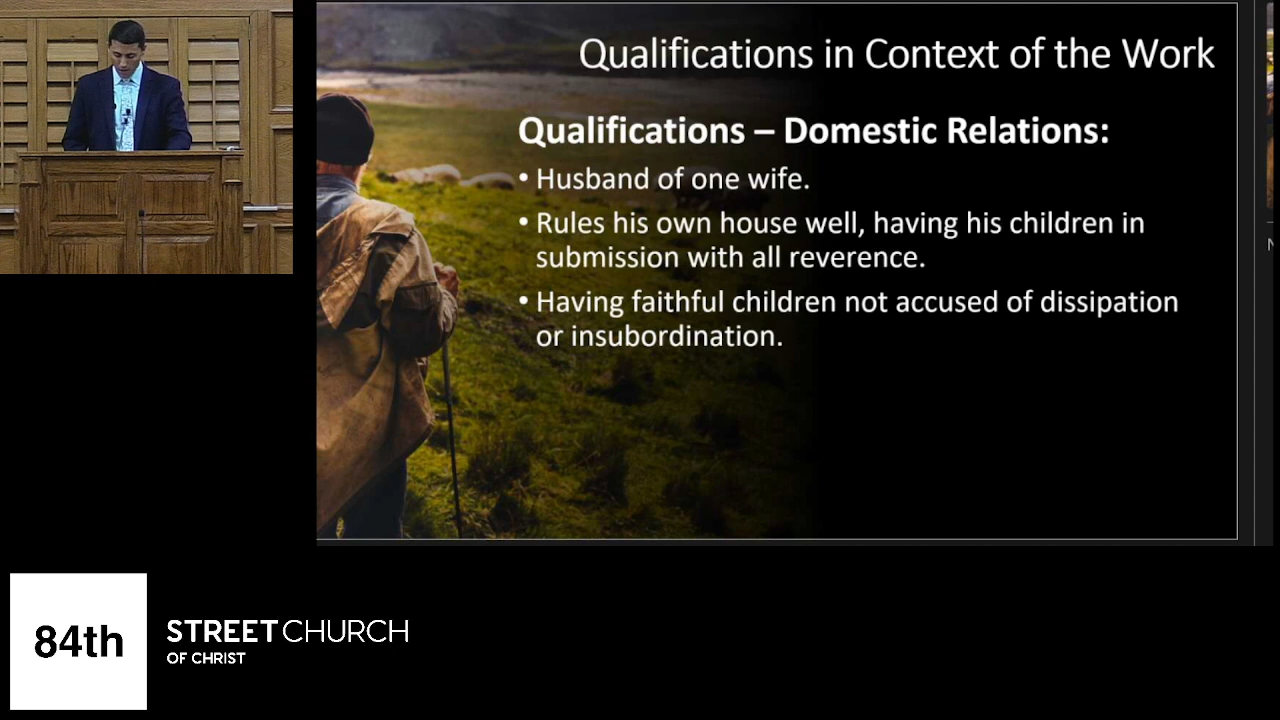 Qualifications in Context of the Work
Qualifications – Domestic Relations:
• Husband of one wife.
• Rules his own house well, having his children in
submission with all reverence.
• Having faithful children not accused of dissipation
or insubordination.
84th
STREET CHURCH
OF CHRIST